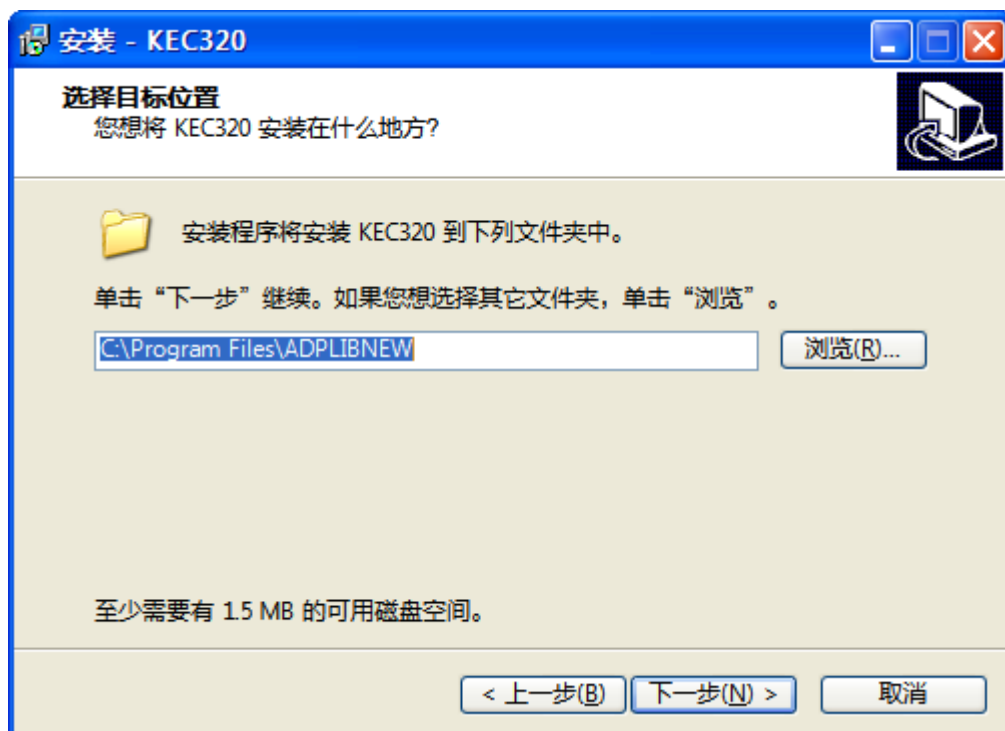 安装 - KEC320
选择目标位置
您想将 KEC320 安装在什么地方?
安装程序将安装 KEC320 到下列文件夹中。
单击“下一步”继续。如果您想选择其它文件夹，单击“浏览”。
C:\Program Files\ADPLIBNEW
浏览(R)...
至少需要有 1.5 MB 的可用磁盘空间。
< 上一步(B)
下一步(N) >
取消